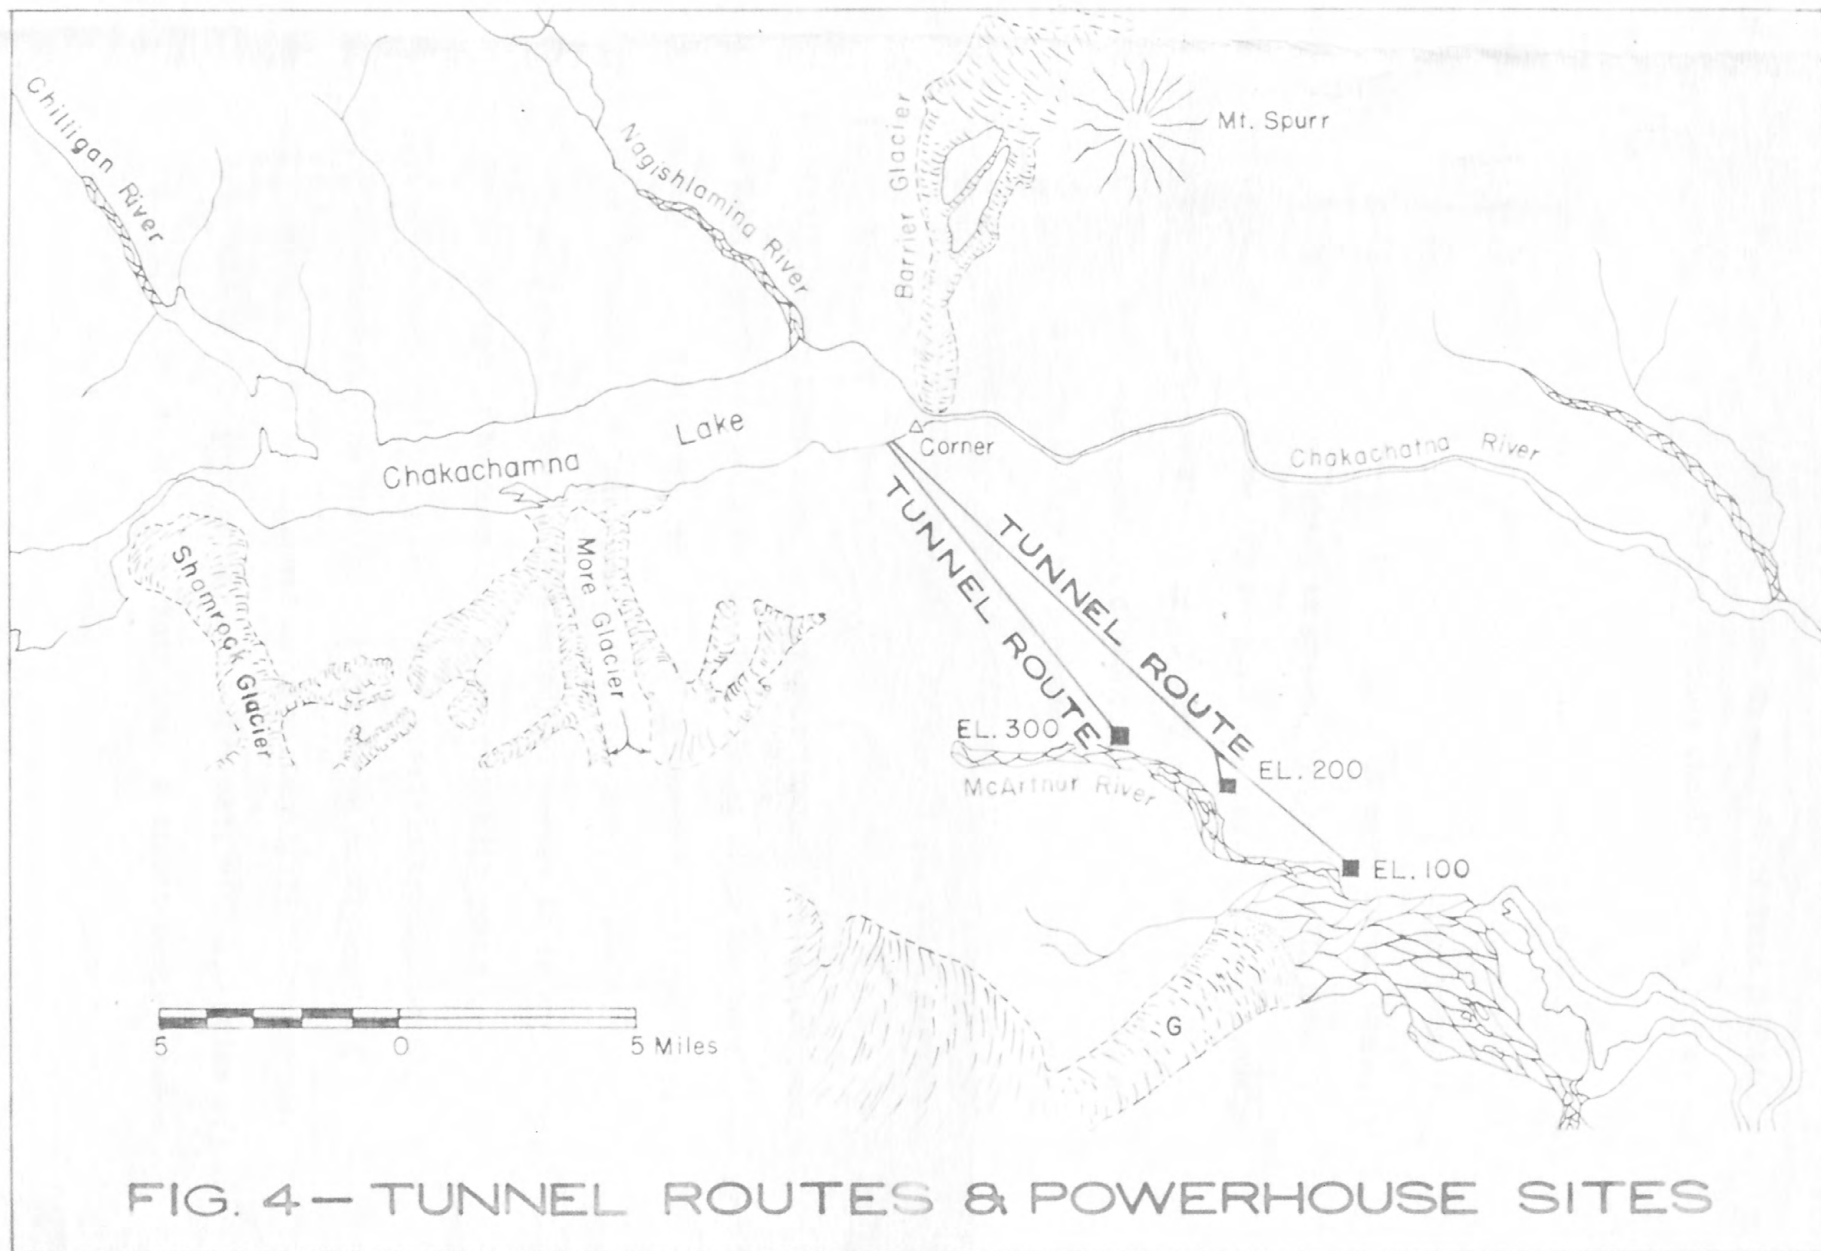 Chilligan River
Nagishlamina River
Barrier Glacier
Mt. Spurr
Lake
Chakachamna
Corner
Chakachatna River
TUNNEL ROUTE
TUNNEL ROUTE
Shamrock Glacier
More Glacier
EL. 300
McArthur River
EL. 200
EL. 100
G
5 0 5 Miles
FIG. 4 — TUNNEL ROUTES & POWERHOUSE SITES